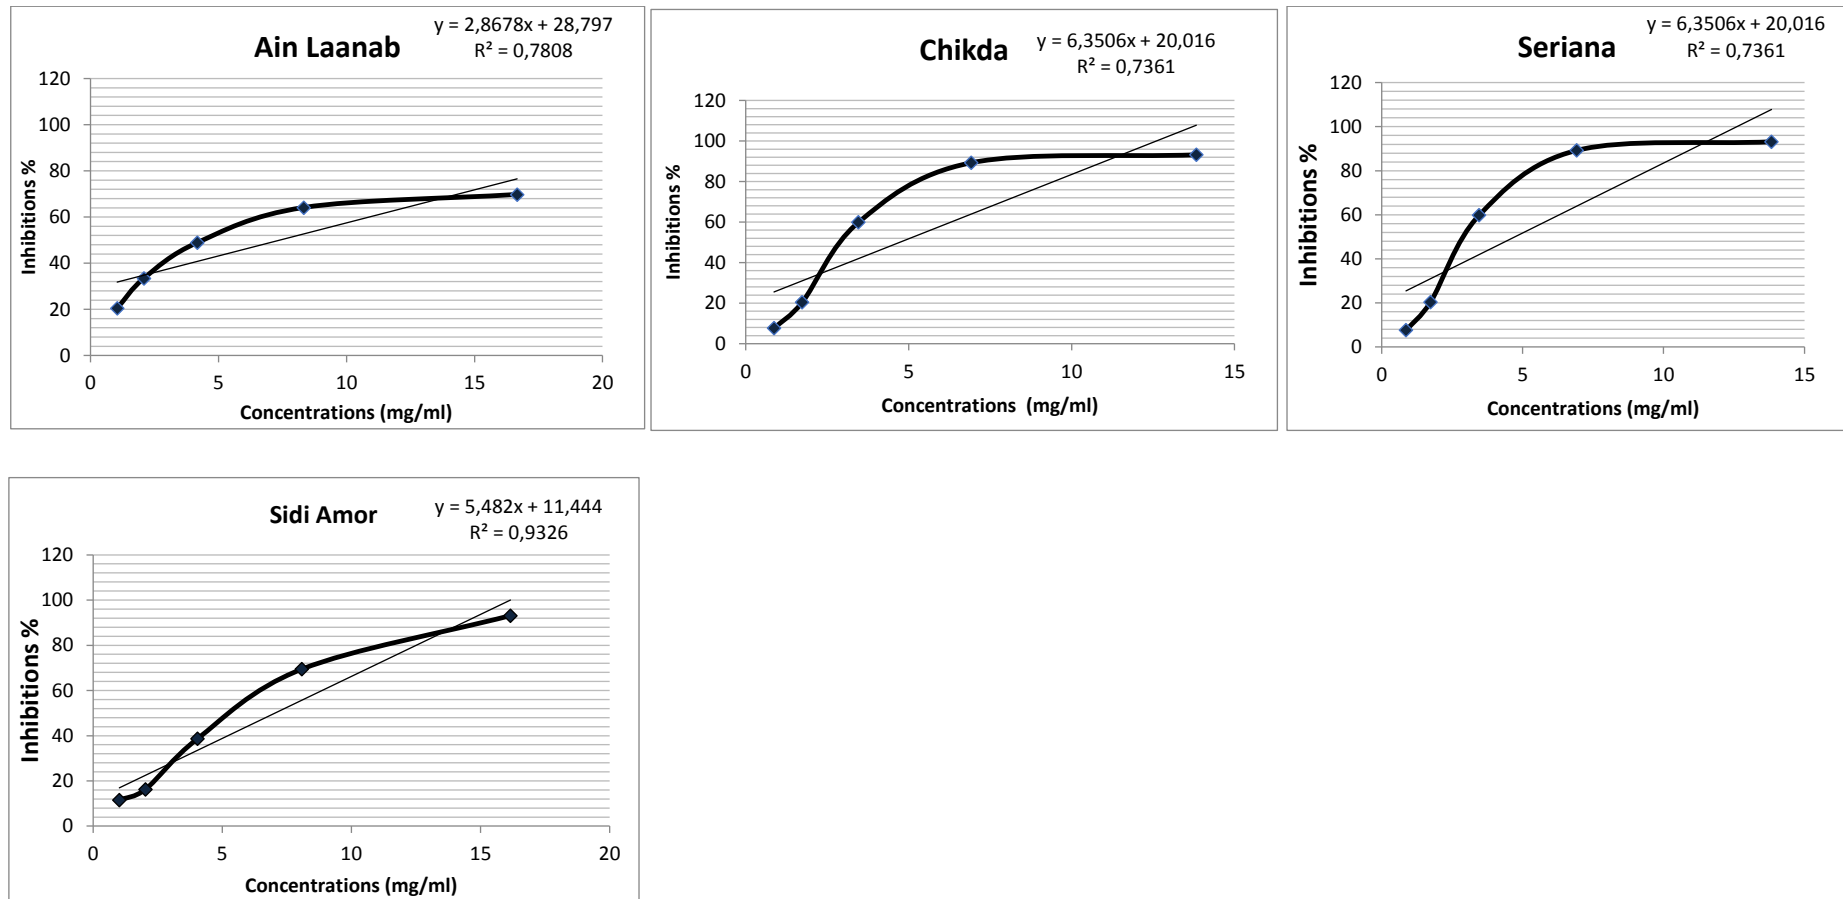 Ain Laanab
y = 2,8678x + 28,797
R² = 0,7808
120
100
80
60
40
20
0
0 5 10 15 20
Inhibitions %
Concentrations (mg/ml)
Chikda
y = 6,3506x + 20,016
R² = 0,7361
120
100
80
60
40
20
0
0 5 10 15
Inhibitions %
Concentrations (mg/ml)
Seriana
y = 6,3506x + 20,016
R² = 0,7361
120
100
80
60
40
20
0
0 5 10 15
Inhibitions %
Concentrations (mg/ml)
Sidi Amor
y = 5,482x + 11,444
R² = 0,9326
120
100
80
60
40
20
0
0 5 10 15 20
Inhibitions %
Concentrations (mg/ml)